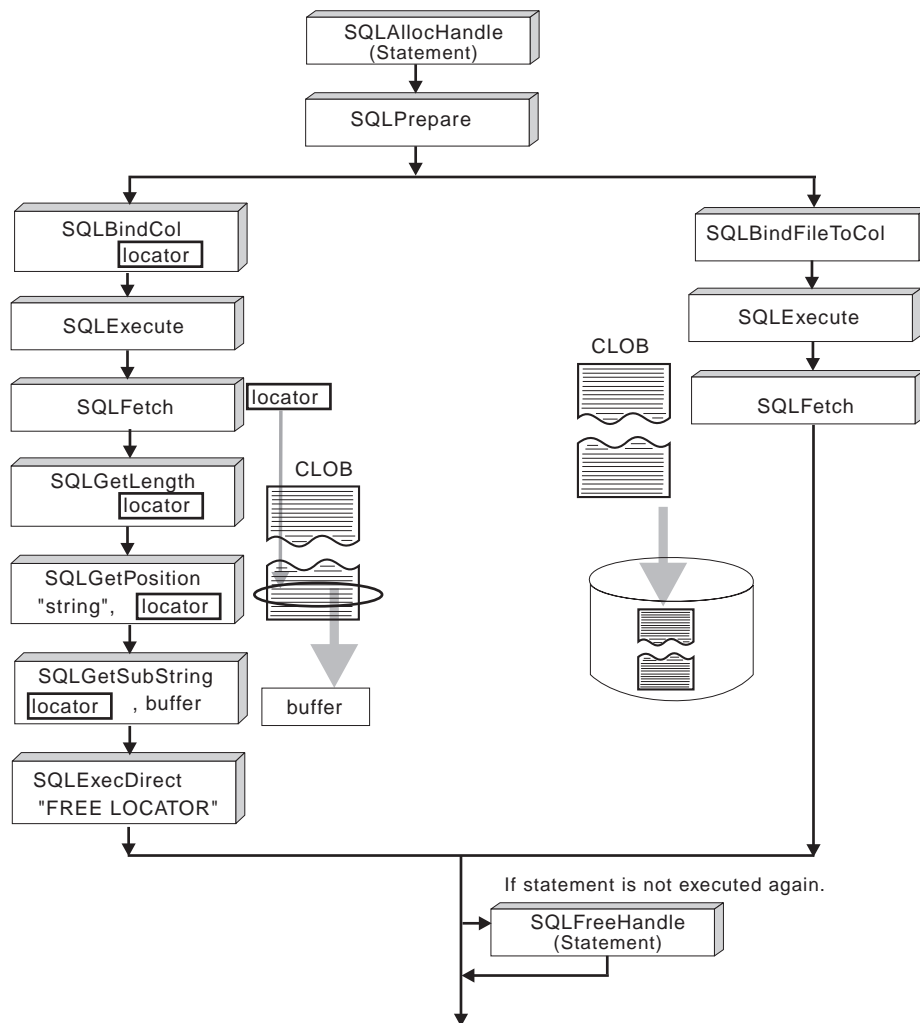 SQLAllocHandle
(Statement)
SQLPrepare
SQLBindCol
locator
SQLExecute
SQLFetch
locator
SQLGetLength
locator
CLOB
SQLGetPosition
"string", locator
SQLGetSubString
locator , buffer
buffer
SQLExecDirect
"FREE LOCATOR"
SQLBindFileToCol
SQLExecute
CLOB
SQLFetch
If statement is not executed again.
SQLFreeHandle
(Statement)